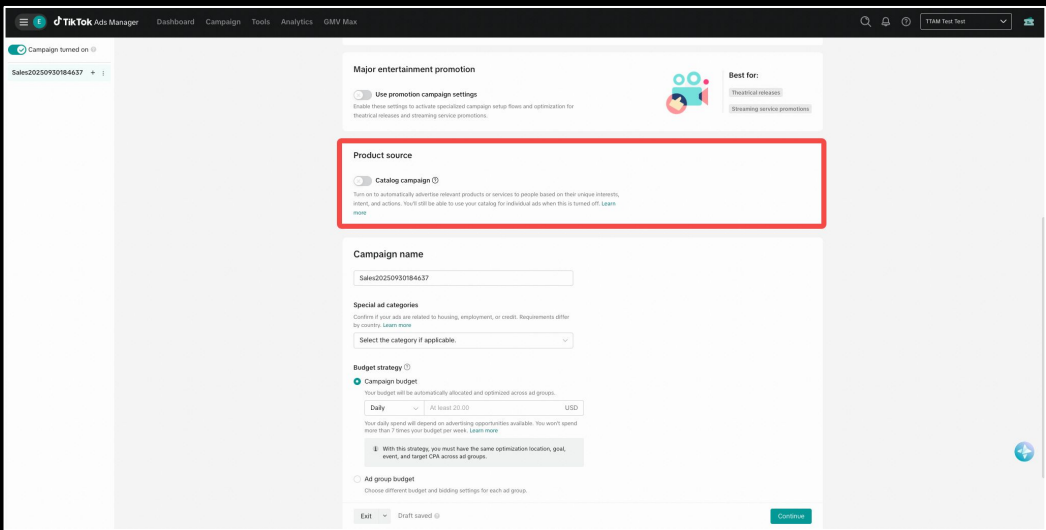 E TikTok Ads Manager Dashboard Campaign Tools Analytics GMV Max TTAM Test Test
Campaign turned on
Sales20250930184637
Major entertainment promotion
Use promotion campaign settings
Enable these settings to activate specialized campaign setup flows and optimization for
theatrical releases and streaming service promotions.
Best for:
Theatrical releases
Streaming service promotions
Product source
Catalog campaign
Turn on to automatically advertise relevant products or services to people based on their unique interests,
intent, and actions. You'll still be able to use your catalog for individual ads when this is turned off. Learn
more
Campaign name
Sales20250930184637
Special ad categories
Confirm if your ads are related to housing, employment, or credit. Requirements differ
by country. Learn more
Select the category if applicable.
Budget strategy
Campaign budget
Your budget will be automatically allocated and optimized across ad groups.
Daily At least 20.00 USD
Your daily spend will depend on advertising opportunities available. You won't spend
more than 7 times your budget per week. Learn more
With this strategy, you must have the same optimization location, goal,
event, and target CPA across ad groups.
Ad group budget
Choose different budget and bidding settings for each ad group.
Exit Draft saved Continue